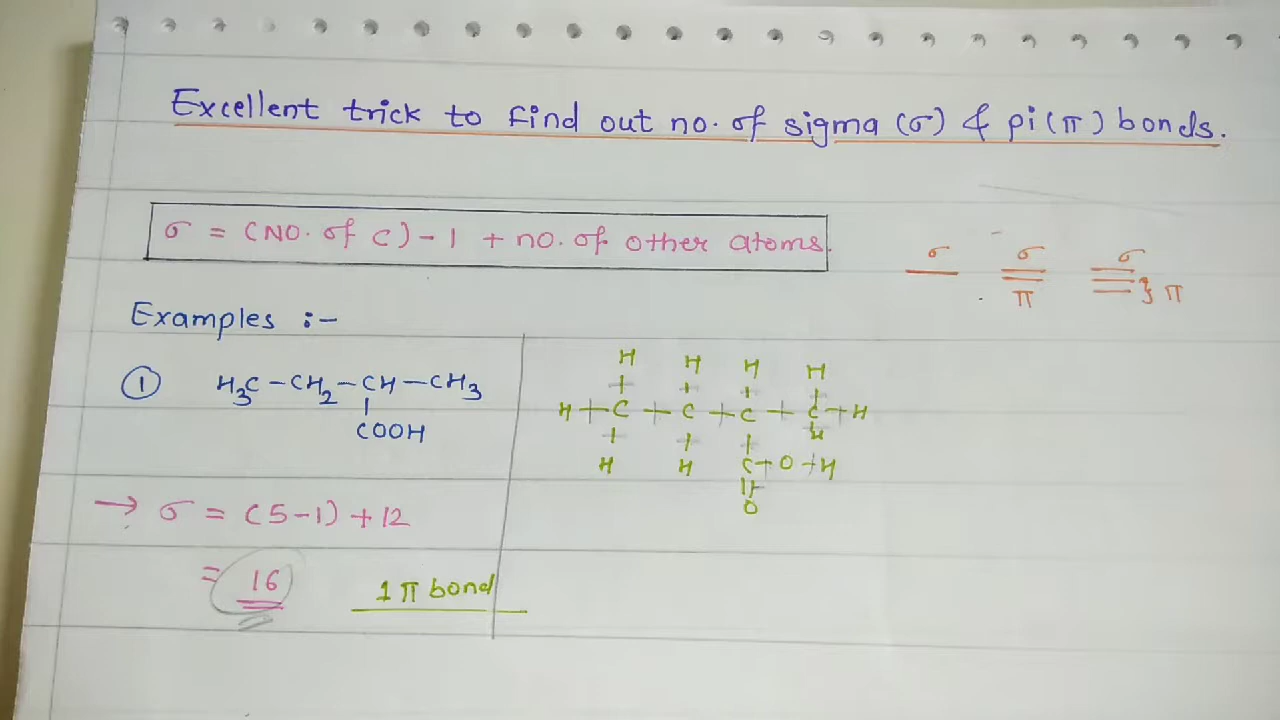 Excellent trick to find out no. of sigma (σ) & pi(π) bonds.
σ = (NO. of C) - 1 + no. of other atoms.
σ σ σ
π } π
Examples :-
① H₃C - CH₂ - CH - CH₃
|
COOH
H H H H
H + C + C + C + C + H
H H C + O + H H
O
→ σ = (5-1) + 12
= 16
1 π bond